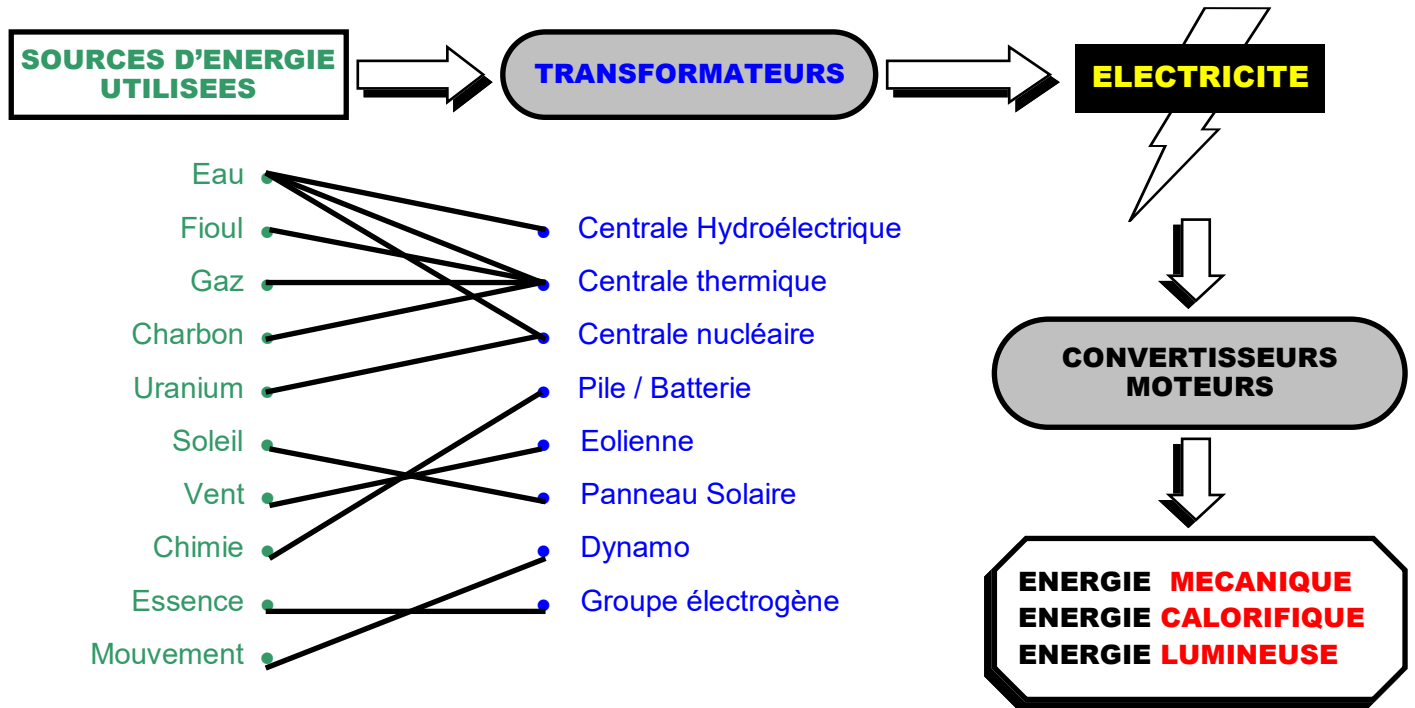 SOURCES D’ENERGIE
UTILISEES
TRANSFORMATEURS
ELECTRICITE
Eau
Fioul
Gaz
Charbon
Uranium
Soleil
Vent
Chimie
Essence
Mouvement
Centrale Hydroélectrique
Centrale thermique
Centrale nucléaire
Pile / Batterie
Eolienne
Panneau Solaire
Dynamo
Groupe électrogène
CONVERTISSEURS
MOTEURS
ENERGIE MECANIQUE
ENERGIE CALORIFIQUE
ENERGIE LUMINEUSE